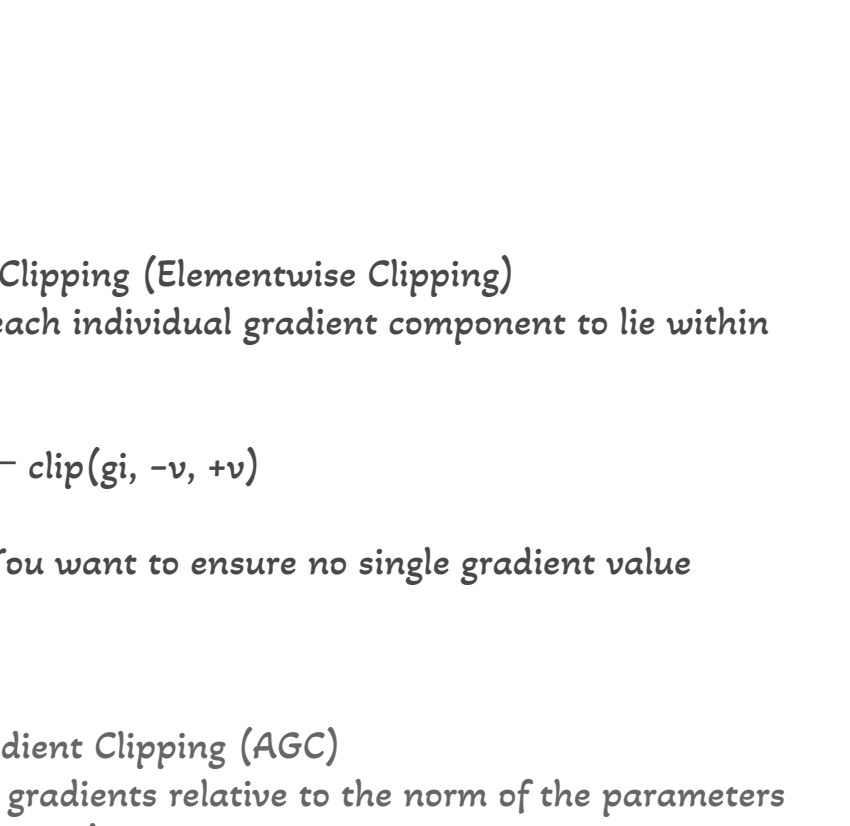 Clipping (Elementwise Clipping)
each individual gradient component to lie within
— clip(gi, −v, +v)
You want to ensure no single gradient value
dient Clipping (AGC)
gradients relative to the norm of the parameters